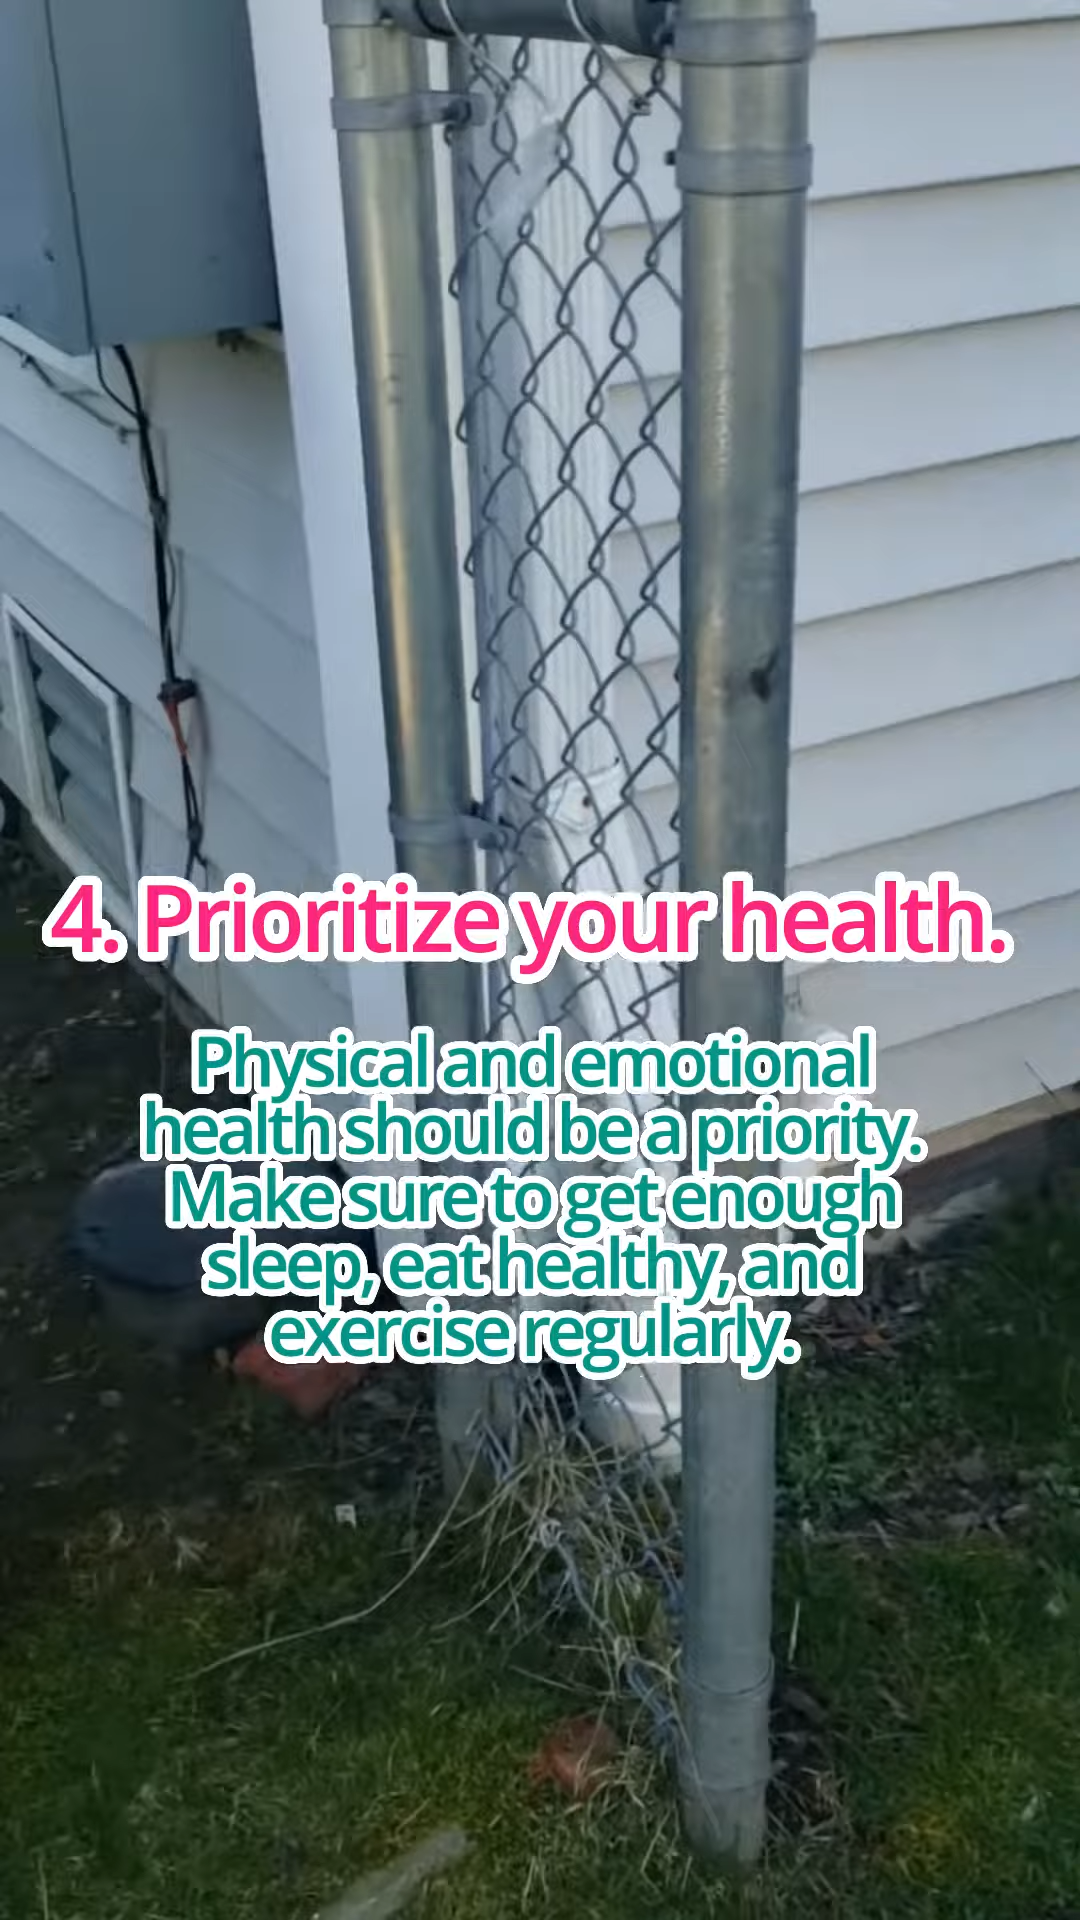 4. Prioritize your health.
Physical and emotional
health should be a priority.
Make sure to get enough
sleep, eat healthy, and
exercise regularly.